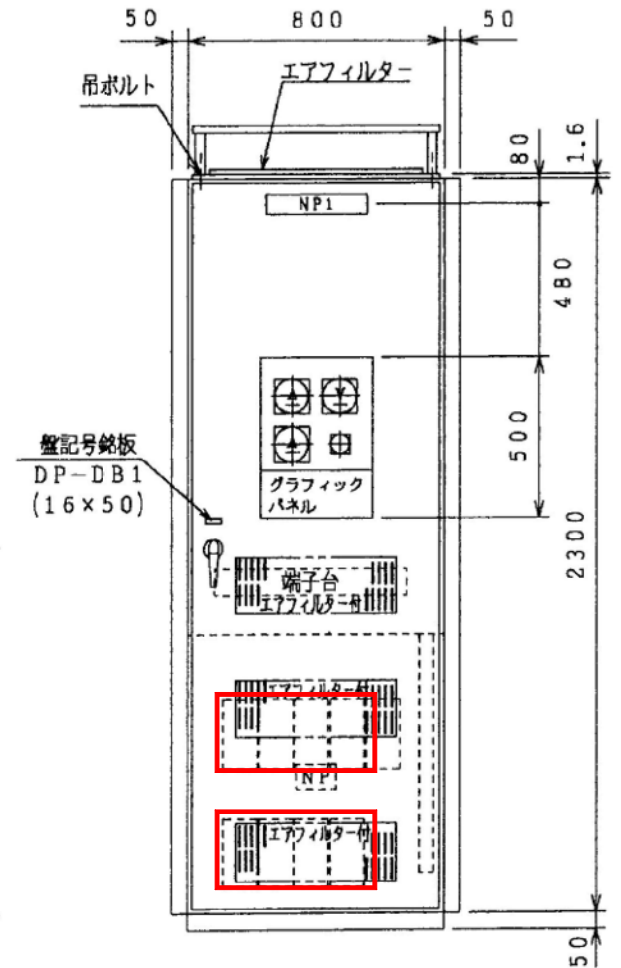 50
800
50
吊ボルト
エアフィルター
80
1.6
NP1
480
500
盤記号銘板
DP-DB1
(16×50)
グラフィック
パネル
2300
端子台
エアフィルター付
エアフィルター付
NP
エアフィルター付
50